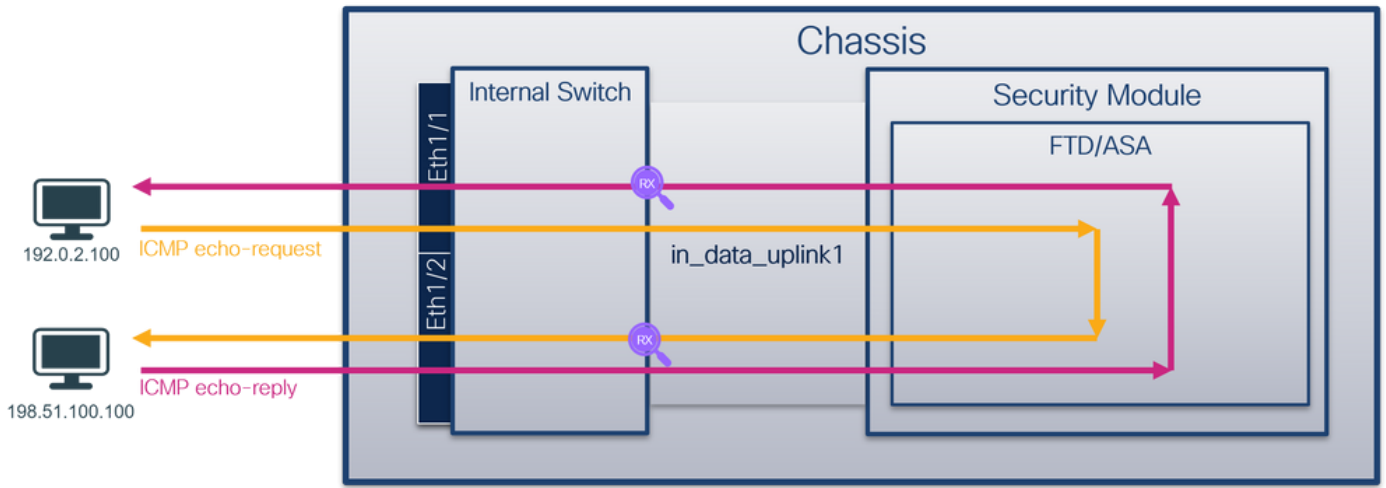 Chassis
Internal Switch
Security Module
FTD/ASA
Eth1/1
RX
192.0.2.100
ICMP echo-request
in_data_uplink1
Eth1/2
RX
ICMP echo-reply
198.51.100.100